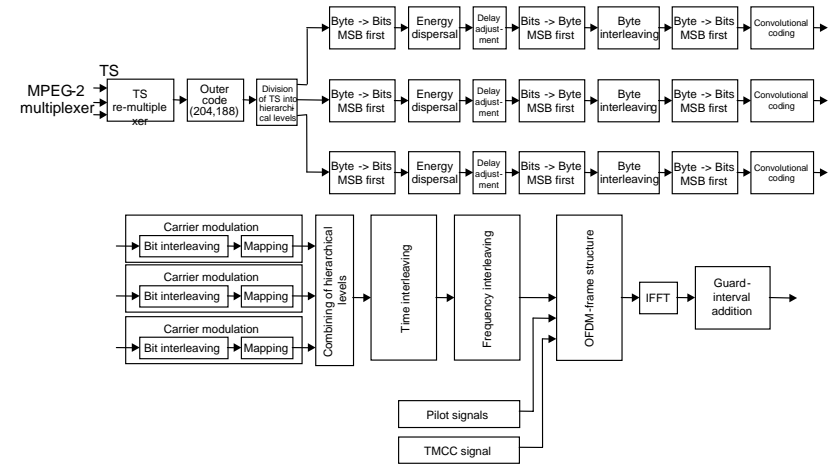 Byte -> Bits
MSB first
Energy
dispersal
Delay
adjust-
ment
Bits -> Byte
MSB first
Byte
interleaving
Byte -> Bits
MSB first
Convolutional
coding
TS
MPEG-2
multiplexer
TS
re-multiple
xer
Outer
code
(204,188)
Division
of TS into
hierarchi-
cal levels
Byte -> Bits
MSB first
Energy
dispersal
Delay
adjust-
ment
Bits -> Byte
MSB first
Byte
interleaving
Byte -> Bits
MSB first
Convolutional
coding
Byte -> Bits
MSB first
Energy
dispersal
Delay
adjust-
ment
Bits -> Byte
MSB first
Byte
interleaving
Byte -> Bits
MSB first
Convolutional
coding
Carrier modulation
Bit interleaving
Mapping
Carrier modulation
Bit interleaving
Mapping
Carrier modulation
Bit interleaving
Mapping
Combining of hierarchical
levels
Time interleaving
Frequency interleaving
OFDM-frame structure
IFFT
Guard-
interval
addition
Pilot signals
TMCC signal